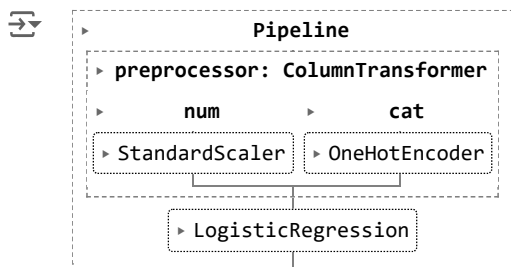 Pipeline
preprocessor: ColumnTransformer
num cat
StandardScaler OneHotEncoder
LogisticRegression